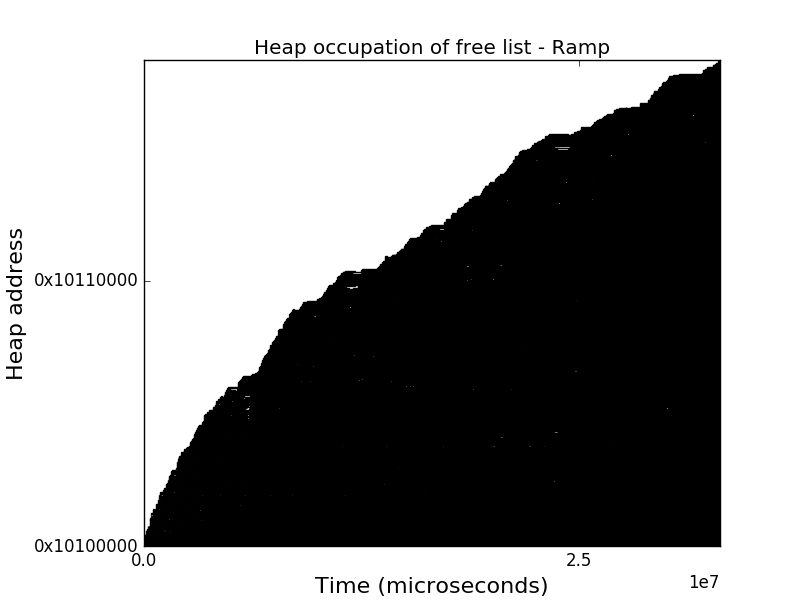 Heap occupation of free list - Ramp
Heap address
0x10110000
0x10100000
0.0
2.5
1e7
Time (microseconds)